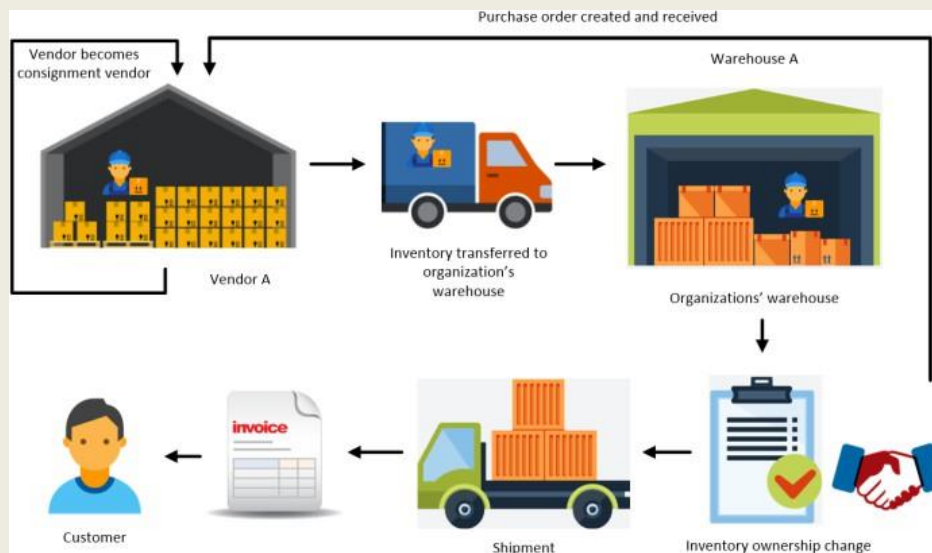 Purchase order created and received
Vendor becomes
consignment vendor
Warehouse A
Vendor A
Inventory transferred to
organization's
warehouse
Organizations' warehouse
invoice
Customer
Shipment
Inventory ownership change